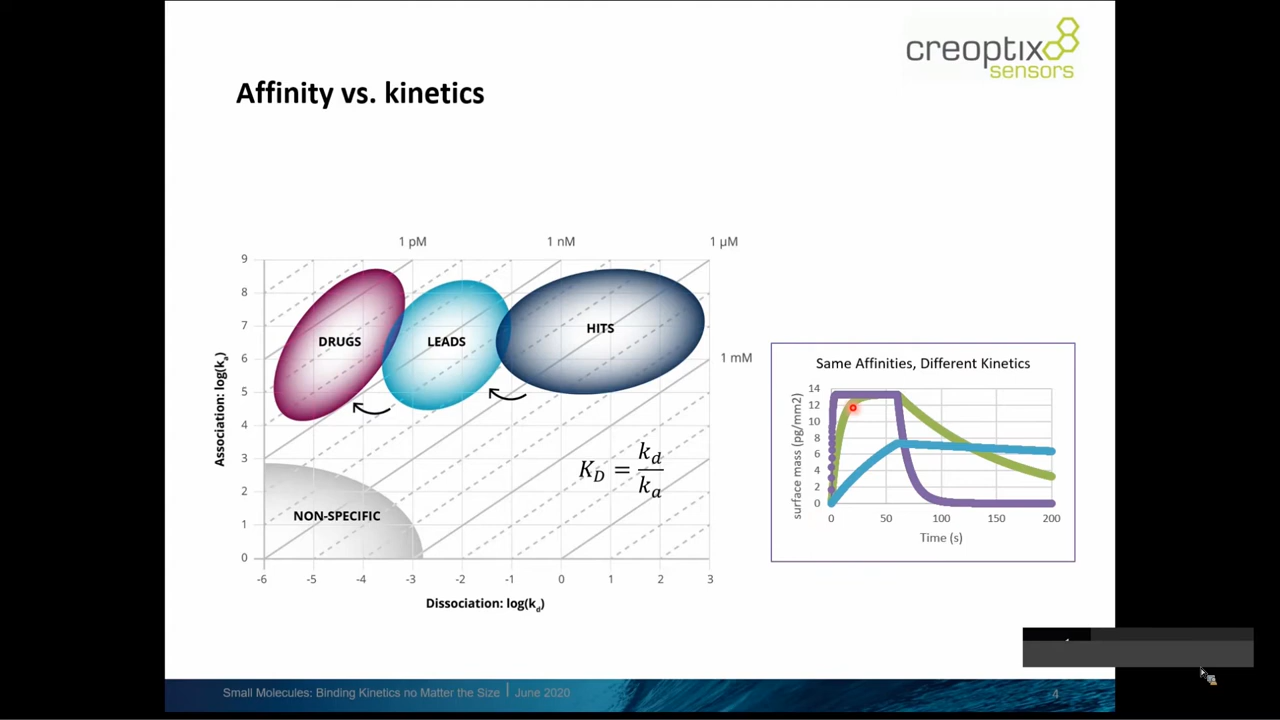 creoptix
sensors
Affinity vs. kinetics
1 pM
1 nM
1 µM
1 mM
9
8
7
6
5
4
3
2
1
0
Association: log(kₐ)
DRUGS
LEADS
HITS
NON-SPECIFIC
K_D = k_d / k_a
-6 -5 -4 -3 -2 -1 0 1 2 3
Dissociation: log(k_d)
Same Affinities, Different Kinetics
surface mass (pg/mm2)
14
12
10
8
6
4
2
0
0 50 100 150 200
Time (s)
Small Molecules: Binding Kinetics no Matter the Size | June 2020
4